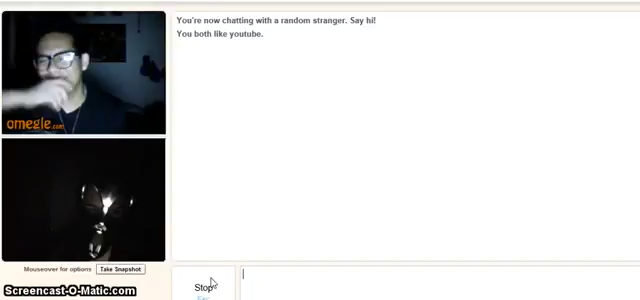 You're now chatting with a random stranger. Say hi!
You both like youtube.
omegle.com
Mouseover for options
Take Snapshot
Stop
Esc
Screencast-O-Matic.com